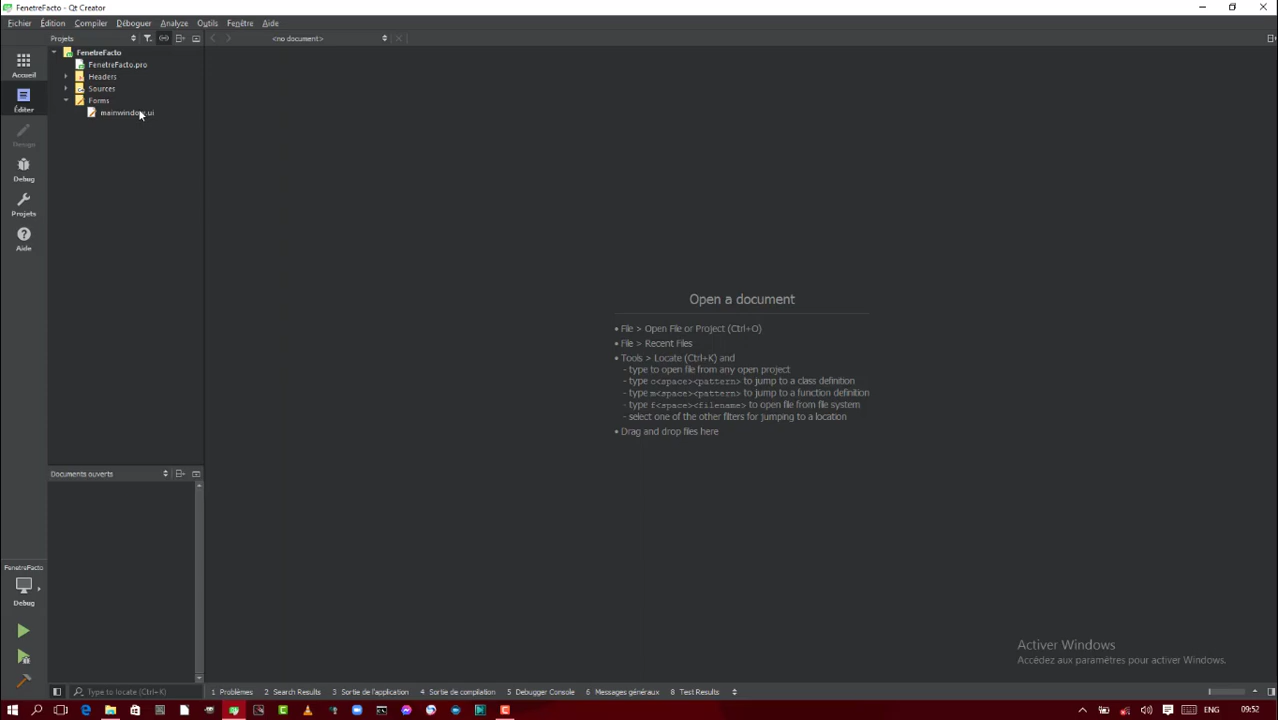 FenetreFacto - Qt Creator
Fichier Édition Compiler Déboguer Analyze Outils Fenêtre Aide
Projets
<no document>
FenetreFacto
FenetreFacto.pro
Headers
Sources
Forms
mainwindow.ui
Accueil
Éditer
Design
Debug
Projets
Aide
Open a document
• File > Open File or Project (Ctrl+O)
• File > Recent Files
• Tools > Locate (Ctrl+K) and
- type to open file from any open project
- type c<space><pattern> to jump to a class definition
- type m<space><pattern> to jump to a function definition
- type f<space><filename> to open file from file system
- select one of the other filters for jumping to a location
• Drag and drop files here
Documents ouverts
FenetreFacto
Debug
Activer Windows
Accédez aux paramètres pour activer Windows.
Type to locate (Ctrl+K)
1 Problèmes 2 Search Results 3 Sortie de l'application 4 Sortie de compilation 5 Debugger Console 6 Messages généraux 8 Test Results
ENG 09:52